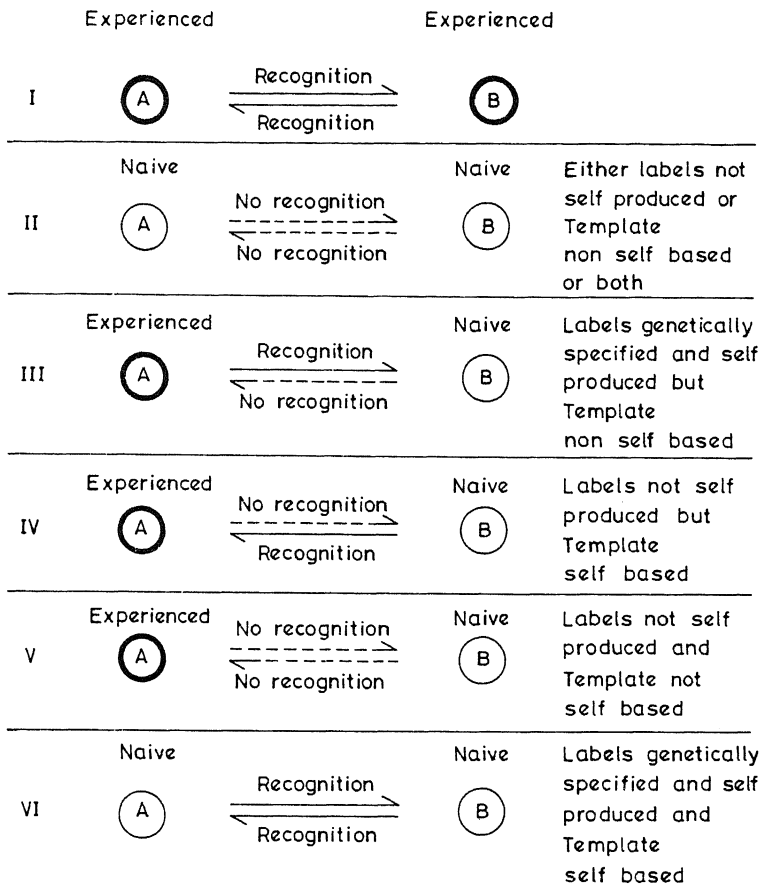 Experienced Experienced
Recognition
I A B
Recognition
Naive Naive Either labels not
No recognition self produced or
II A B Template
No recognition non self based
or both
Experienced Naive Labels genetically
Recognition specified and self
III A B produced but
No recognition Template
non self based
Experienced Naive Labels not self
No recognition produced but
IV A B Template
Recognition self based
Experienced Naive Labels not self
No recognition produced and
V A B Template not
No recognition self based
Naive Naive Labels genetically
Recognition specified and self
VI A B produced and
Recognition Template
self based